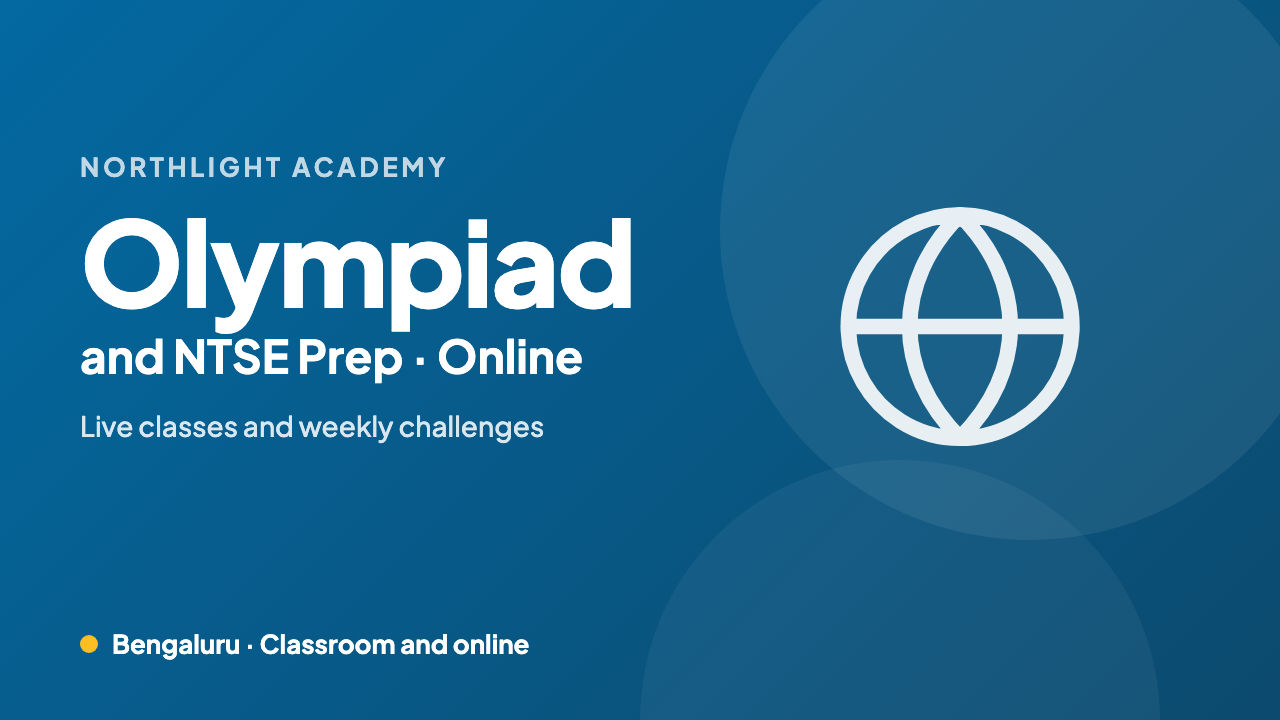 NORTHLIGHT ACADEMY
Olympiad
and NTSE Prep · Online
Live classes and weekly challenges
Bengaluru · Classroom and online